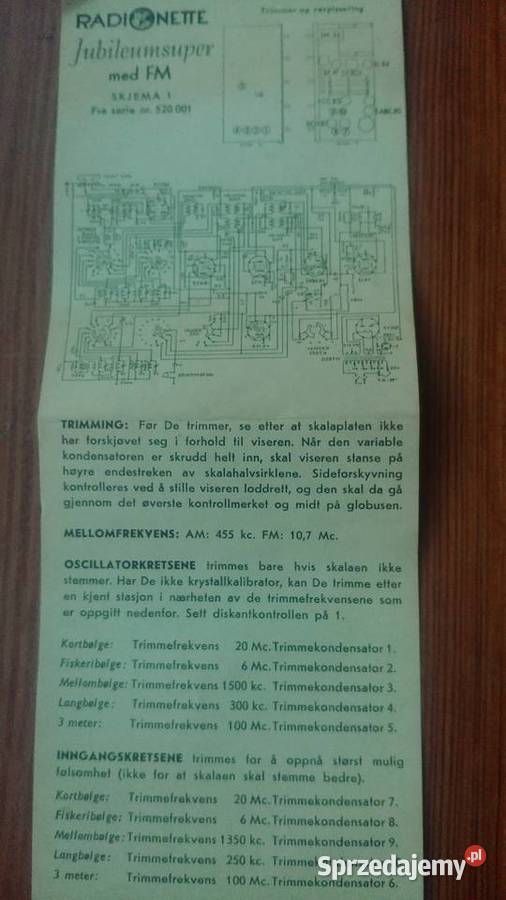 RADIONETTE
Jubileumsuper
med FM
SKJEMA 1
Fra serie nr. 520 001
Trimmer og rørplasering
TRIMMING: Før De trimmer, se etter at skalaplaten ikke
har forskjøvet seg i forhold til viseren. Når den variable
kondensatoren er skrudd helt inn, skal viseren stanse på
høyre endestreken av skalahalvsirklene. Sideforskyvning
kontrolleres ved å stille viseren loddrett, og den skal da gå
gjennom det øverste kontrollmerket og midt på globusen.
MELLOMFREKVENS: AM: 455 kc. FM: 10,7 Mc.
OSCILLATORKRETSENE trimmes bare hvis skalaen ikke
stemmer. Har De ikke krystallkalibrator, kan De trimme etter
en kjent stasjon i nærheten av de trimmefrekvensene som
er oppgitt nedenfor. Sett diskantkontrollen på 1.
Kortbølge: Trimmefrekvens 20 Mc. Trimmekondensator 1.
Fiskeribølge: Trimmefrekvens 6 Mc. Trimmekondensator 2.
Mellombølge: Trimmefrekvens 1500 kc. Trimmekondensator 3.
Langbølge: Trimmefrekvens 300 kc. Trimmekondensator 4.
3 meter: Trimmefrekvens 100 Mc. Trimmekondensator 5.
INNGANGSKRETSENE trimmes for å oppnå størst mulig
følsomhet (ikke for at skalaen skal stemme bedre).
Kortbølge: Trimmefrekvens 20 Mc. Trimmekondensator 7.
Fiskeribølge: Trimmefrekvens 6 Mc. Trimmekondensator 8.
Mellombølge: Trimmefrekvens 1350 kc. Trimmekondensator 9.
Langbølge: Trimmefrekvens 250 kc.
3 meter: Trimmefrekvens 100 Mc. Trimmekondensator 6.
Sprzedajemy.pl